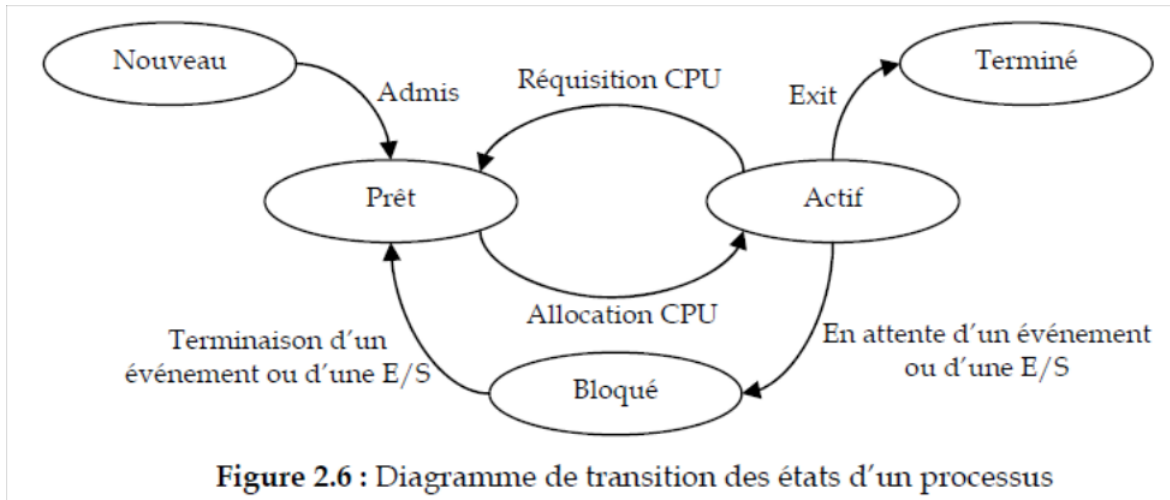 Nouveau
Terminé
Admis
Réquisition CPU
Exit
Prêt
Actif
Allocation CPU
Terminaison d'un
événement ou d'une E/S
En attente d'un événement
ou d'une E/S
Bloqué
Figure 2.6 : Diagramme de transition des états d'un processus